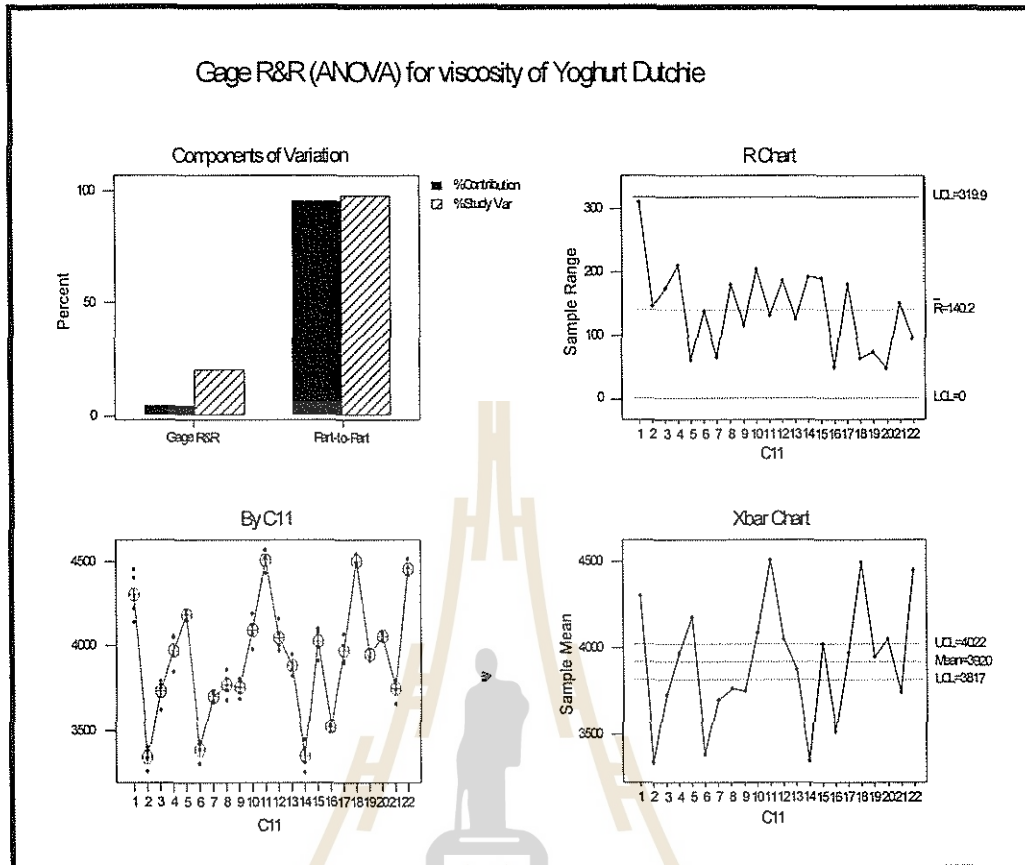 Gage R&R (ANOVA) for viscosity of Yoghurt Dutchie
Components of Variation
%Contribution
%Study Var
100
50
0
Percent
Gage R&R
Part-to-Part
R Chart
300
200
100
0
Sample Range
UCL=319.9
R=140.2
LCL=0
1 2 3 4 5 6 7 8 9 10 11 12 13 14 15 16 17 18 19 20 21 22
C11
By C11
4500
4000
3500
1 2 3 4 5 6 7 8 9 10 11 12 13 14 15 16 17 18 19 20 21 22
C11
Xbar Chart
4500
4000
3500
Sample Mean
UCL=4022
Mean=3920
LCL=3817
1 2 3 4 5 6 7 8 9 10 11 12 13 14 15 16 17 18 19 20 21 22
C11